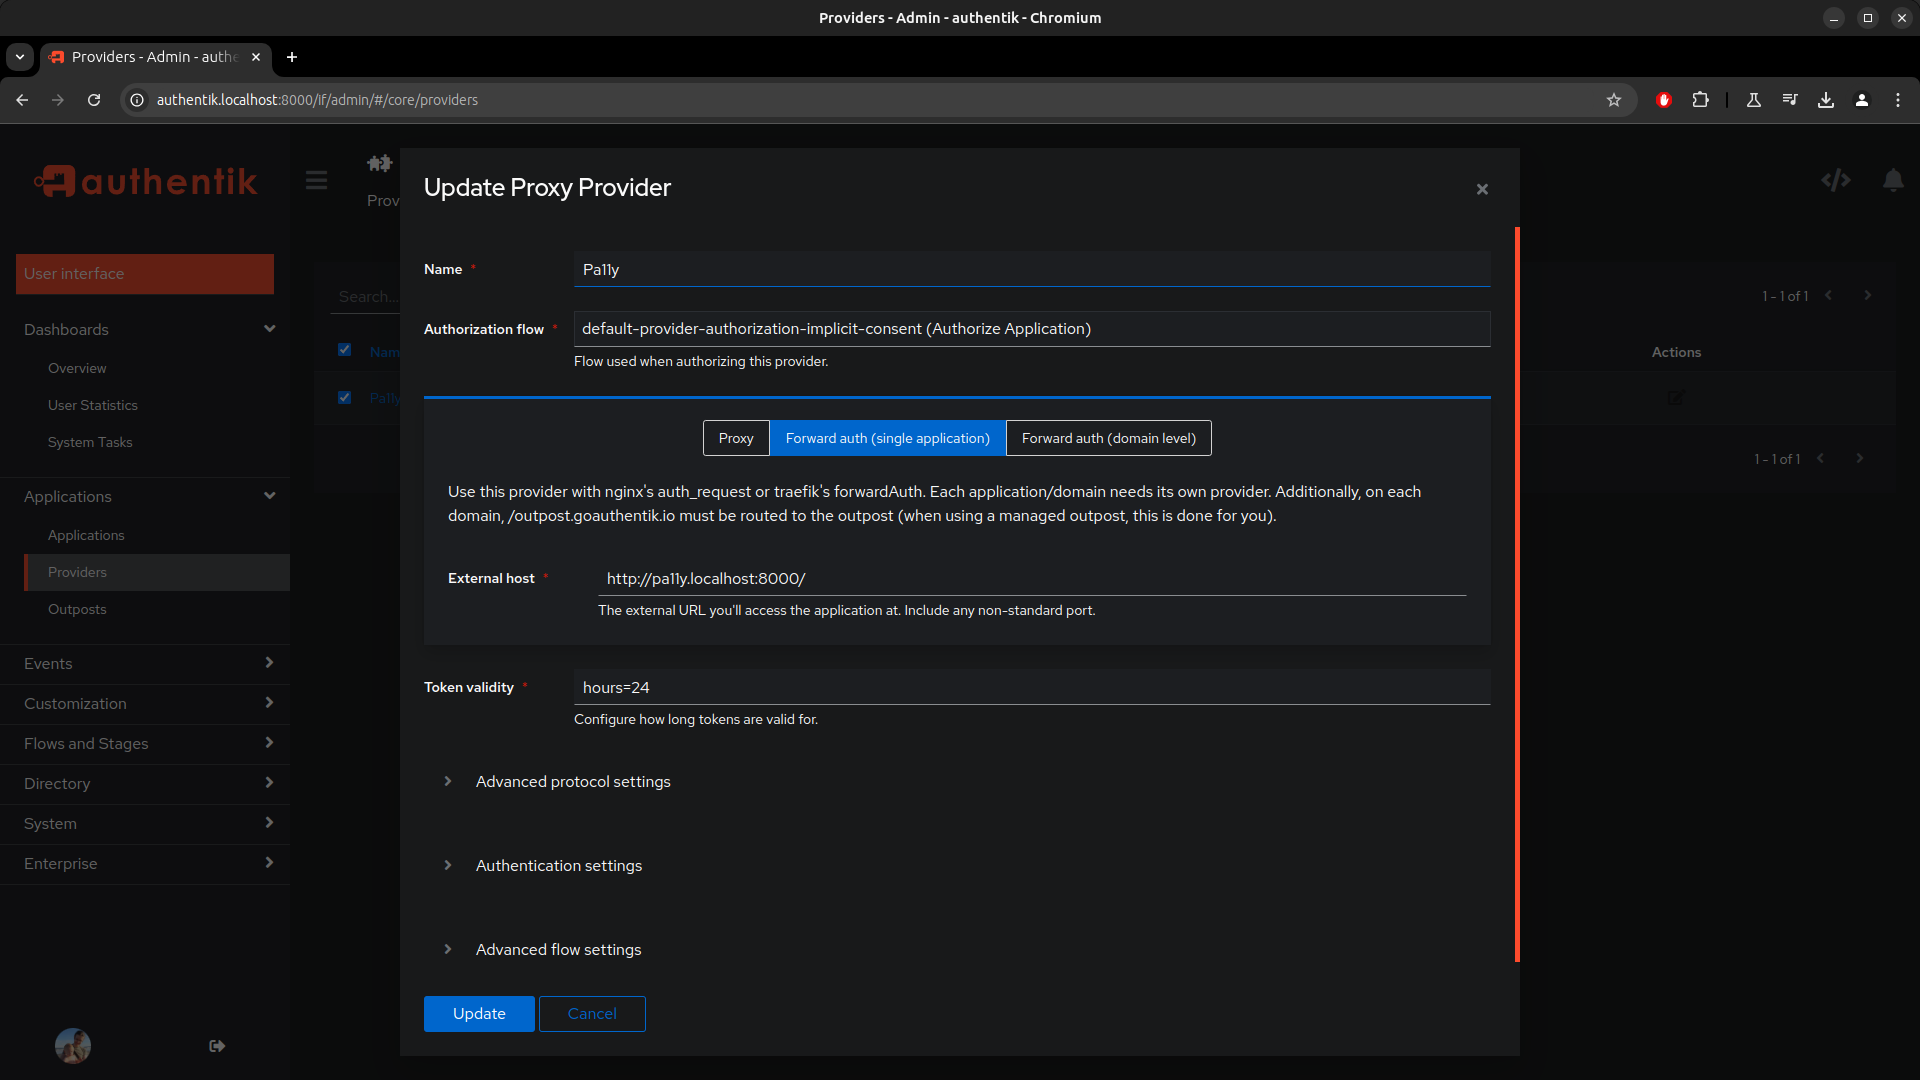 Providers - Admin - authentik - Chromium
Providers - Admin - authe
authentik.localhost:8000/if/admin/#/core/providers
authentik
Prov
Update Proxy Provider
User interface
Search...
1 - 1 of 1
Dashboards
Overview
User Statistics
System Tasks
Nam
Actions
Pa11y
1 - 1 of 1
Name *
Pa11y
Authorization flow *
default-provider-authorization-implicit-consent (Authorize Application)
Flow used when authorizing this provider.
Proxy
Forward auth (single application)
Forward auth (domain level)
Use this provider with nginx's auth_request or traefik's forwardAuth. Each application/domain needs its own provider. Additionally, on each
domain, /outpost.goauthentik.io must be routed to the outpost (when using a managed outpost, this is done for you).
External host *
http://pa11y.localhost:8000/
The external URL you'll access the application at. Include any non-standard port.
Token validity *
hours=24
Configure how long tokens are valid for.
Advanced protocol settings
Authentication settings
Advanced flow settings
Update
Cancel
Applications
Applications
Providers
Outposts
Events
Customization
Flows and Stages
Directory
System
Enterprise